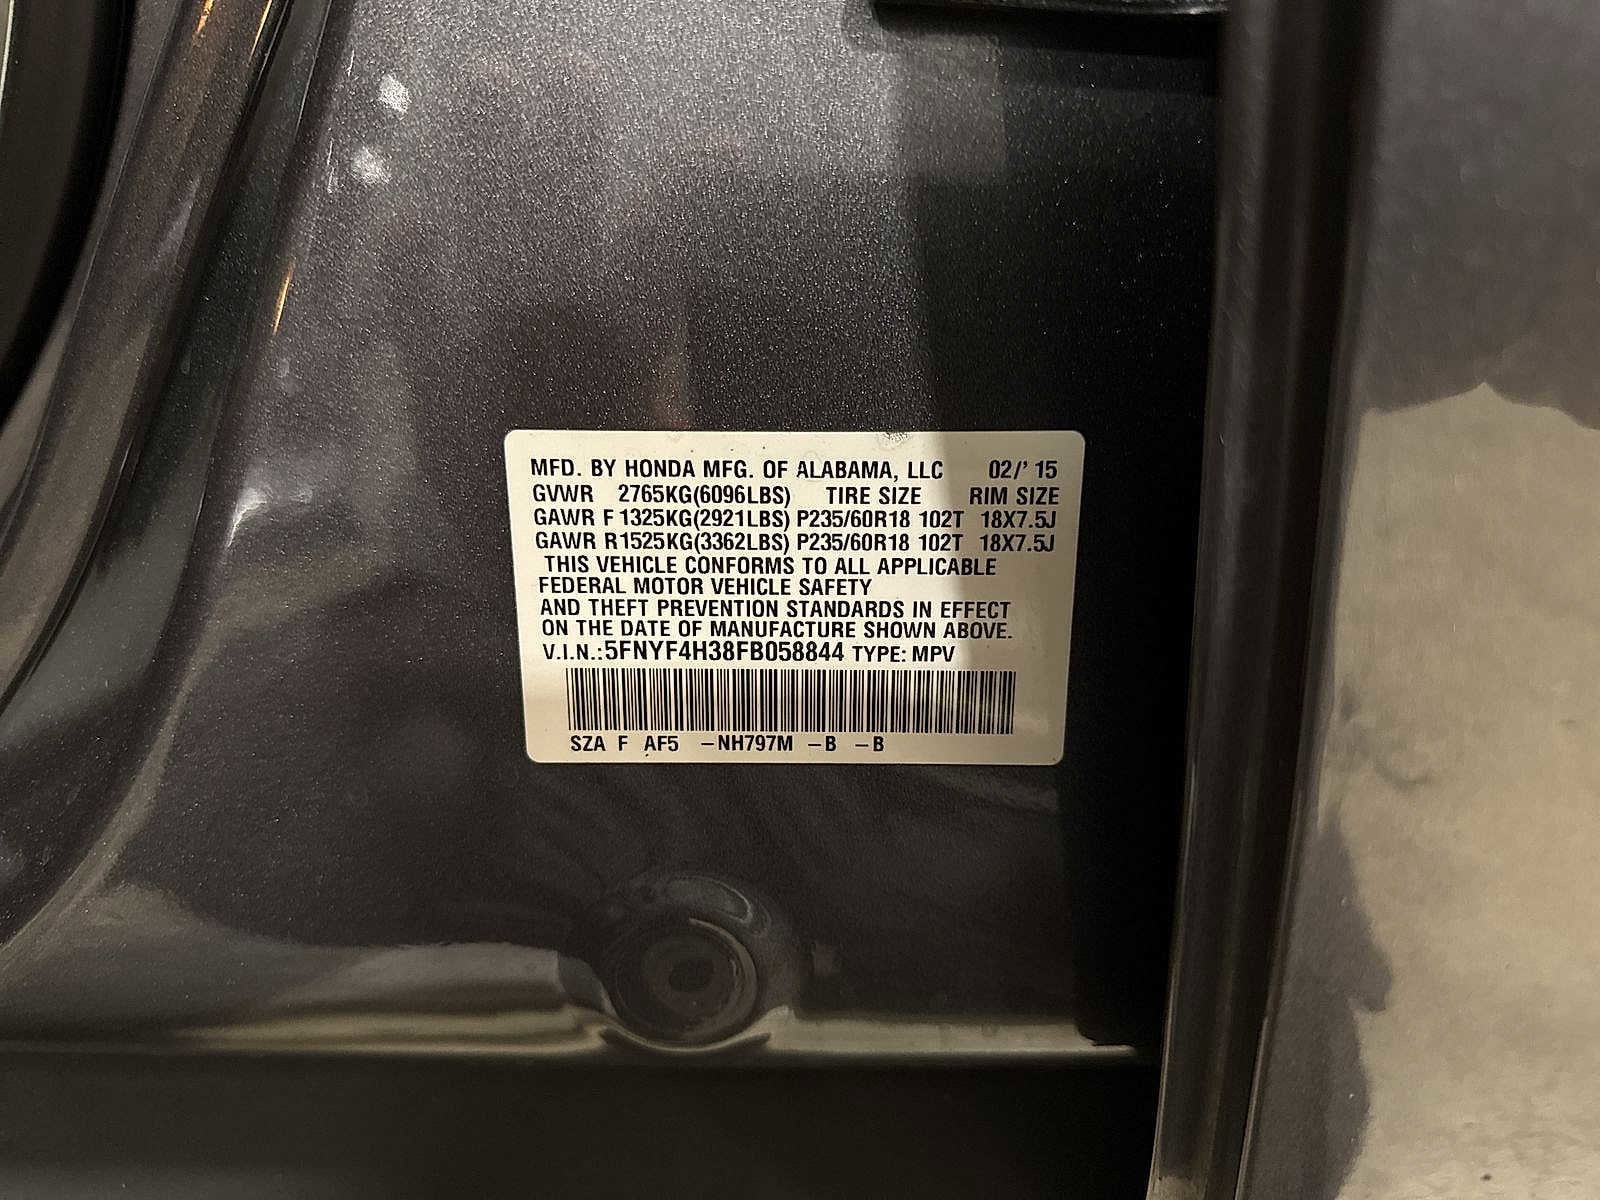 MFD. BY HONDA MFG. OF ALABAMA, LLC 02/' 15
GVWR 2765KG(6096LBS) TIRE SIZE RIM SIZE
GAWR F 1325KG(2921LBS) P235/60R18 102T 18X7.5J
GAWR R1525KG(3362LBS) P235/60R18 102T 18X7.5J
THIS VEHICLE CONFORMS TO ALL APPLICABLE
FEDERAL MOTOR VEHICLE SAFETY
AND THEFT PREVENTION STANDARDS IN EFFECT
ON THE DATE OF MANUFACTURE SHOWN ABOVE.
V.I.N.:5FNYF4H38FB058844 TYPE: MPV
SZA F AF5 -NH797M -B -B